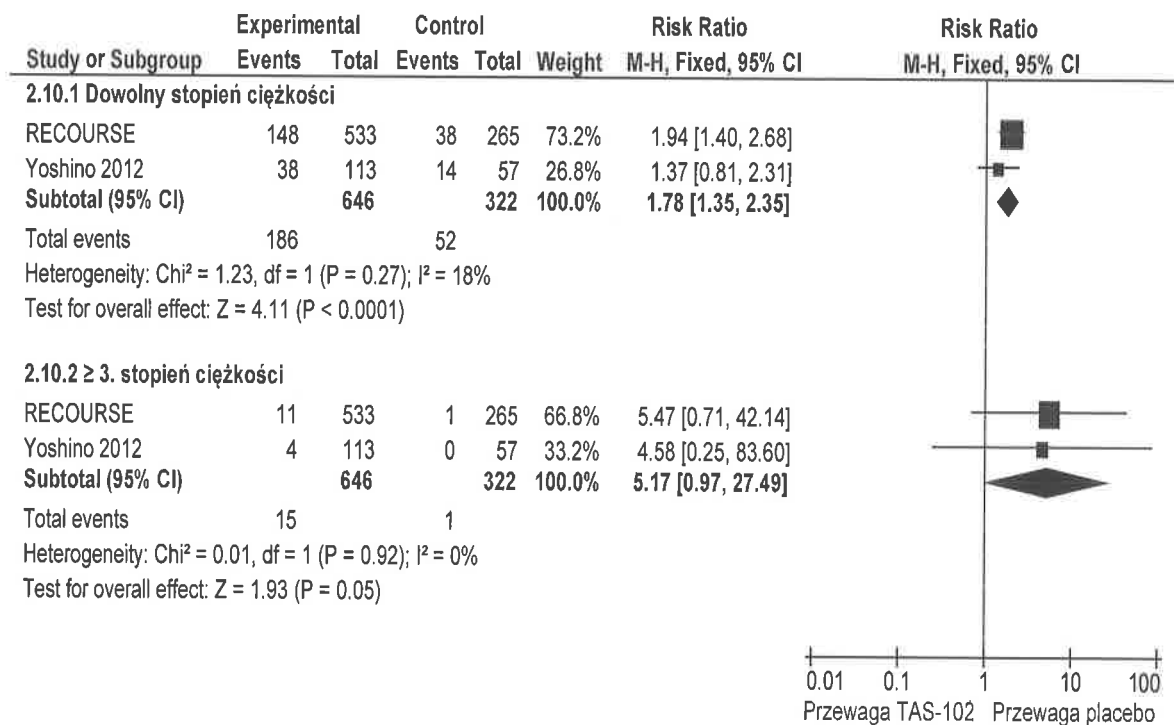 Experimental Control Risk Ratio Risk Ratio
Study or Subgroup Events Total Events Total Weight M-H, Fixed, 95% CI M-H, Fixed, 95% CI
2.10.1 Dowolny stopień ciężkości
RECOURSE 148 533 38 265 73.2% 1.94 [1.40, 2.68]
Yoshino 2012 38 113 14 57 26.8% 1.37 [0.81, 2.31]
Subtotal (95% CI) 646 322 100.0% 1.78 [1.35, 2.35]
Total events 186 52
Heterogeneity: Chi² = 1.23, df = 1 (P = 0.27); I² = 18%
Test for overall effect: Z = 4.11 (P < 0.0001)
2.10.2 ≥ 3. stopień ciężkości
RECOURSE 11 533 1 265 66.8% 5.47 [0.71, 42.14]
Yoshino 2012 4 113 0 57 33.2% 4.58 [0.25, 83.60]
Subtotal (95% CI) 646 322 100.0% 5.17 [0.97, 27.49]
Total events 15 1
Heterogeneity: Chi² = 0.01, df = 1 (P = 0.92); I² = 0%
Test for overall effect: Z = 1.93 (P = 0.05)
0.01 0.1 1 10 100
Przewaga TAS-102 Przewaga placebo